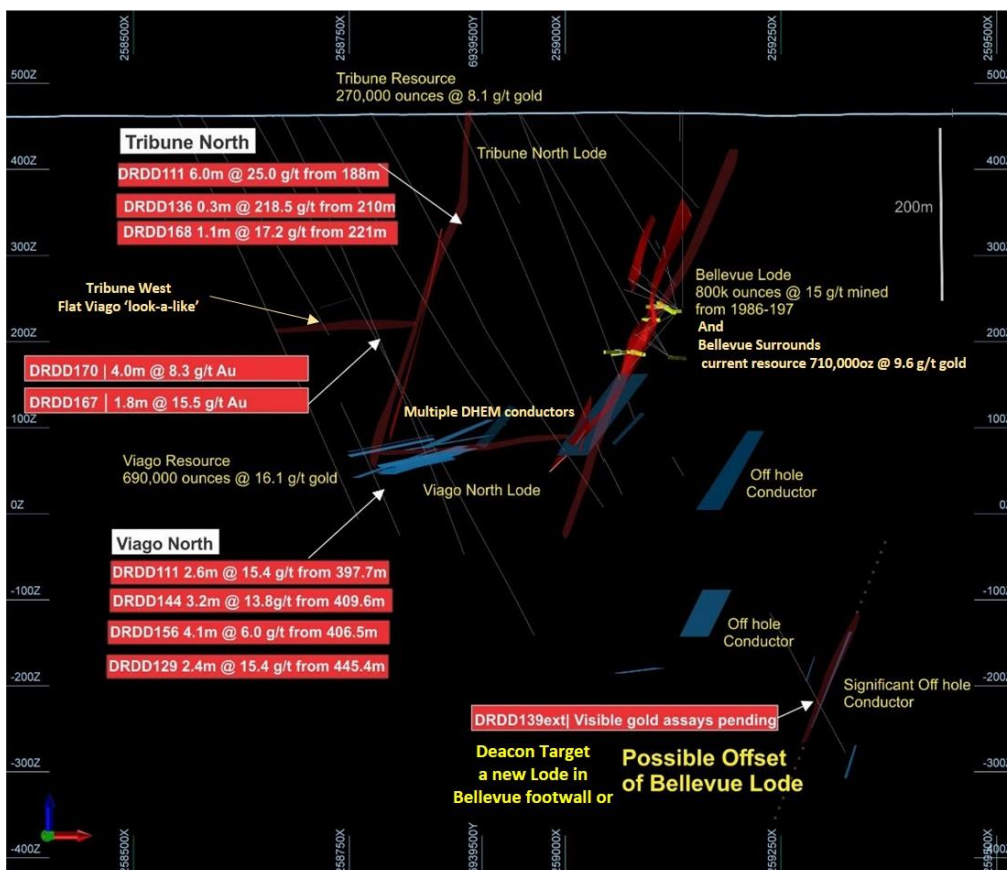 258500X
258750X
6939500Y
259000X
259250X
259500X
500Z
500Z
Tribune Resource
270,000 ounces @ 8.1 g/t gold
Tribune North
Tribune North Lode
400Z
400Z
DRDD111 6.0m @ 25.0 g/t from 188m
DRDD136 0.3m @ 218.5 g/t from 210m
DRDD168 1.1m @ 17.2 g/t from 221m
200m
300Z
300Z
Tribune West
Flat Viago ‘look-a-like’
Bellevue Lode
800k ounces @ 15 g/t mined
from 1986-197
And
Bellevue Surrounds
current resource 710,000oz @ 9.6 g/t gold
200Z
200Z
DRDD170 | 4.0m @ 8.3 g/t Au
DRDD167 | 1.8m @ 15.5 g/t Au
Multiple DHEM conductors
100Z
100Z
Viago Resource
690,000 ounces @ 16.1 g/t gold
Viago North Lode
Off hole
Conductor
0Z
0Z
Viago North
DRDD111 2.6m @ 15.4 g/t from 397.7m
DRDD144 3.2m @ 13.8g/t from 409.6m
DRDD156 4.1m @ 6.0 g/t from 406.5m
DRDD129 2.4m @ 15.4 g/t from 445.4m
-100Z
-100Z
Off hole
Conductor
-200Z
-200Z
Significant Off hole
Conductor
DRDD139ext| Visible gold assays pending
Deacon Target
a new Lode in
Bellevue footwall or
Possible Offset
of Bellevue Lode
-300Z
-300Z
-400Z
-400Z
258500X
258750X
6939500Y
259000X
259250X
259500X